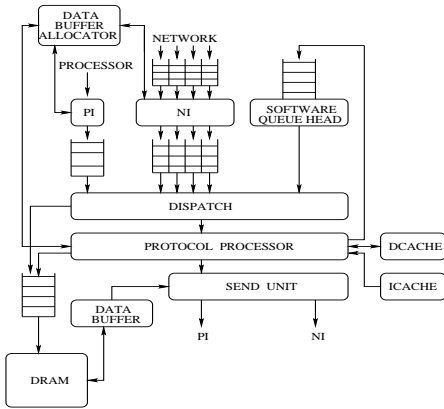 DATA
BUFFER
ALLOCATOR
NETWORK
PROCESSOR
PI
NI
SOFTWARE
QUEUE HEAD
DISPATCH
PROTOCOL PROCESSOR
DCACHE
SEND UNIT
ICACHE
DATA
BUFFER
PI
NI
DRAM